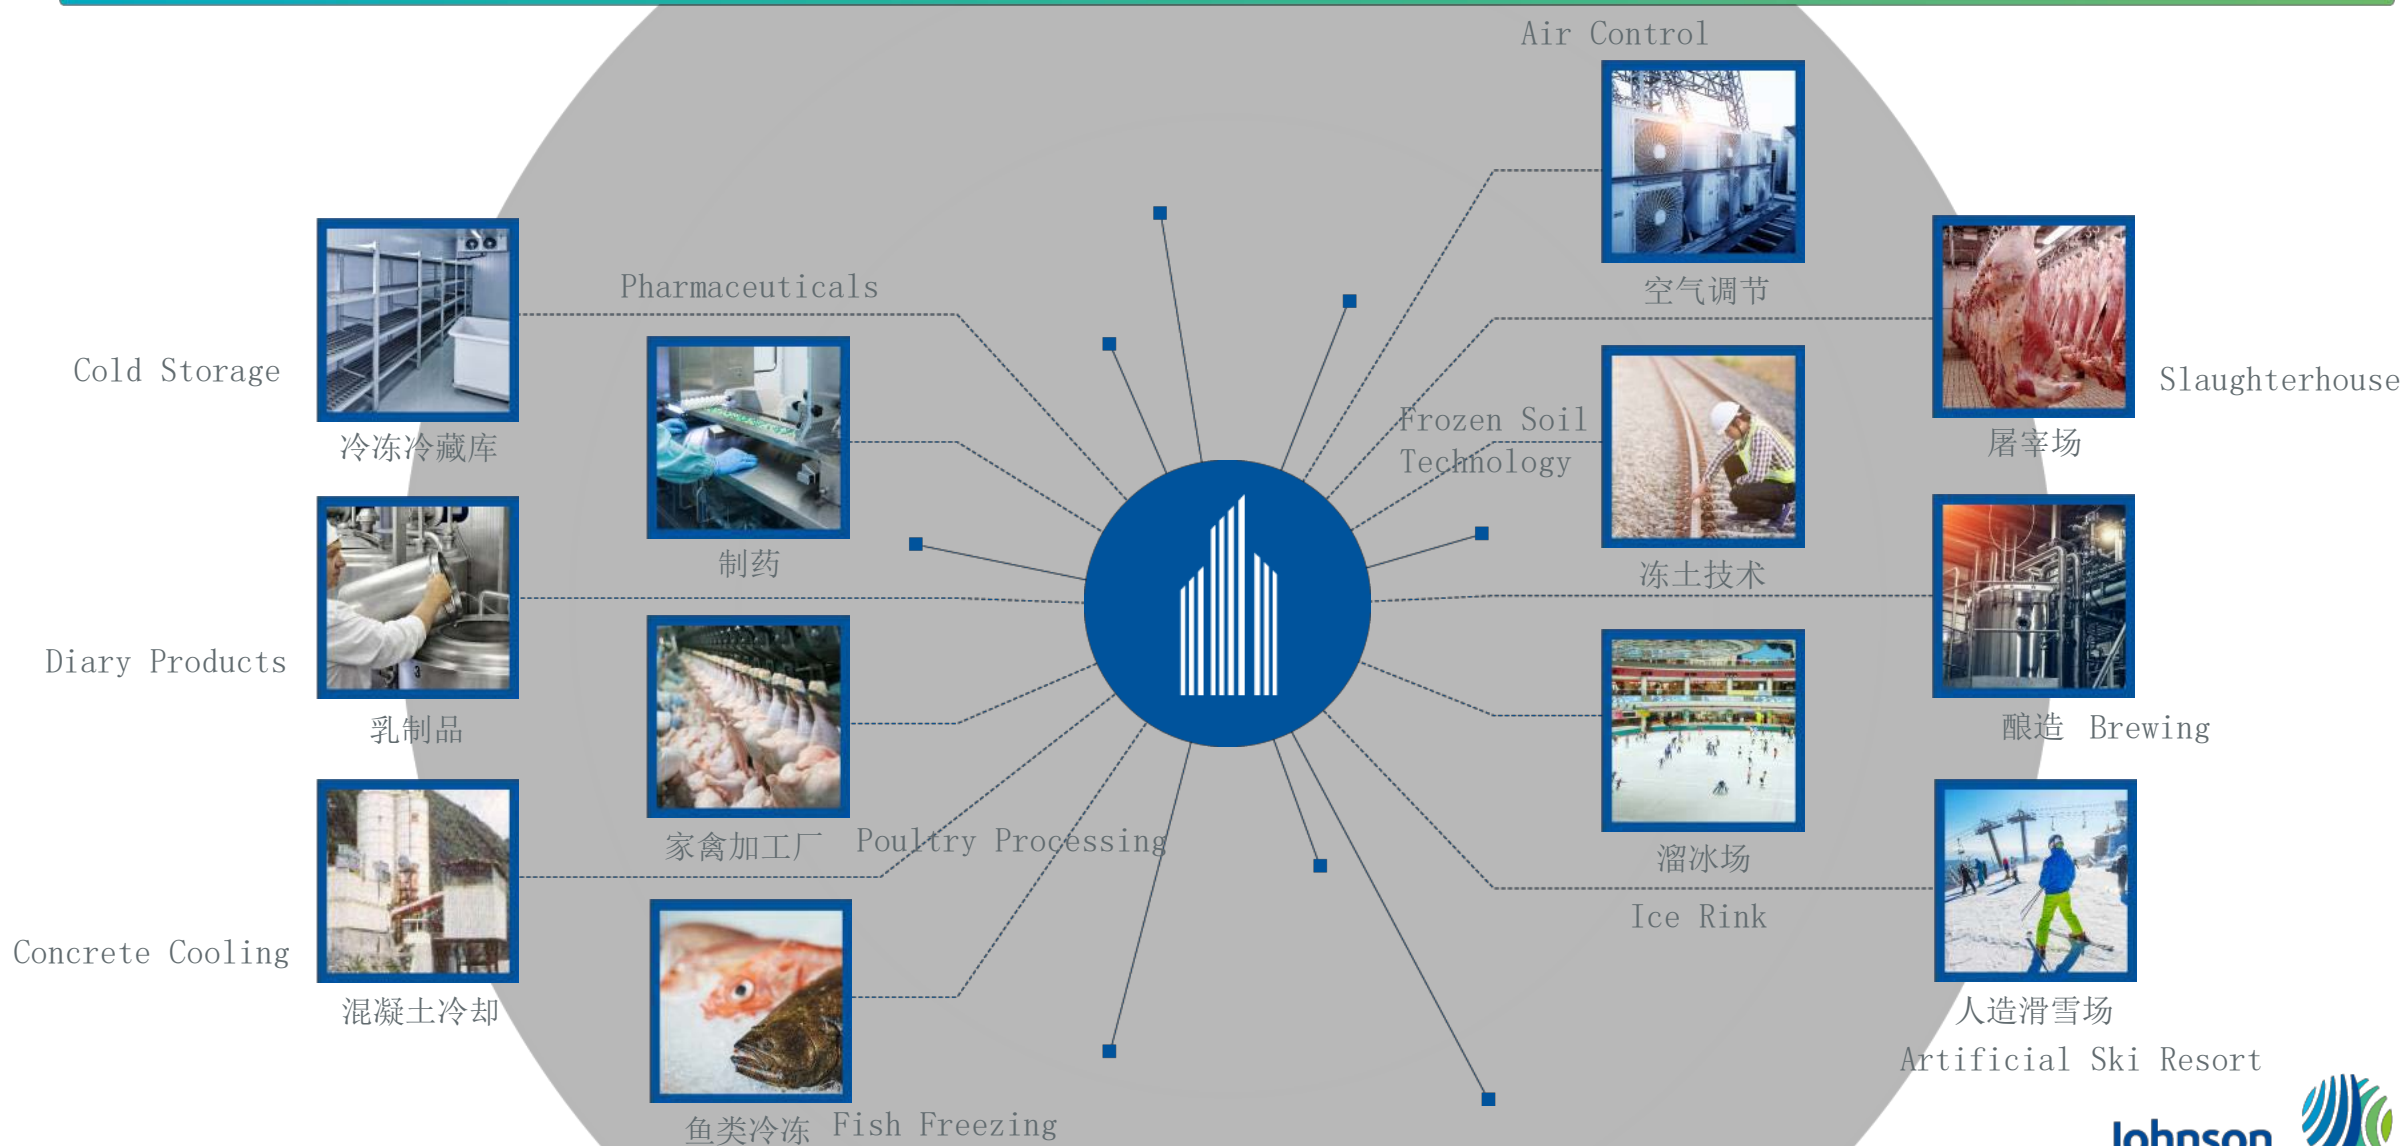 Air Control
空气调节
Pharmaceuticals
制药
Cold Storage
冷冻冷藏库
Slaughterhouse
屠宰场
Frozen Soil
Technology
冻土技术
Diary Products
乳制品
酿造 Brewing
家禽加工厂 Poultry Processing
溜冰场
Ice Rink
Concrete Cooling
混凝土冷却
人造滑雪场
Artificial Ski Resort
鱼类冷冻 Fish Freezing
Johnson